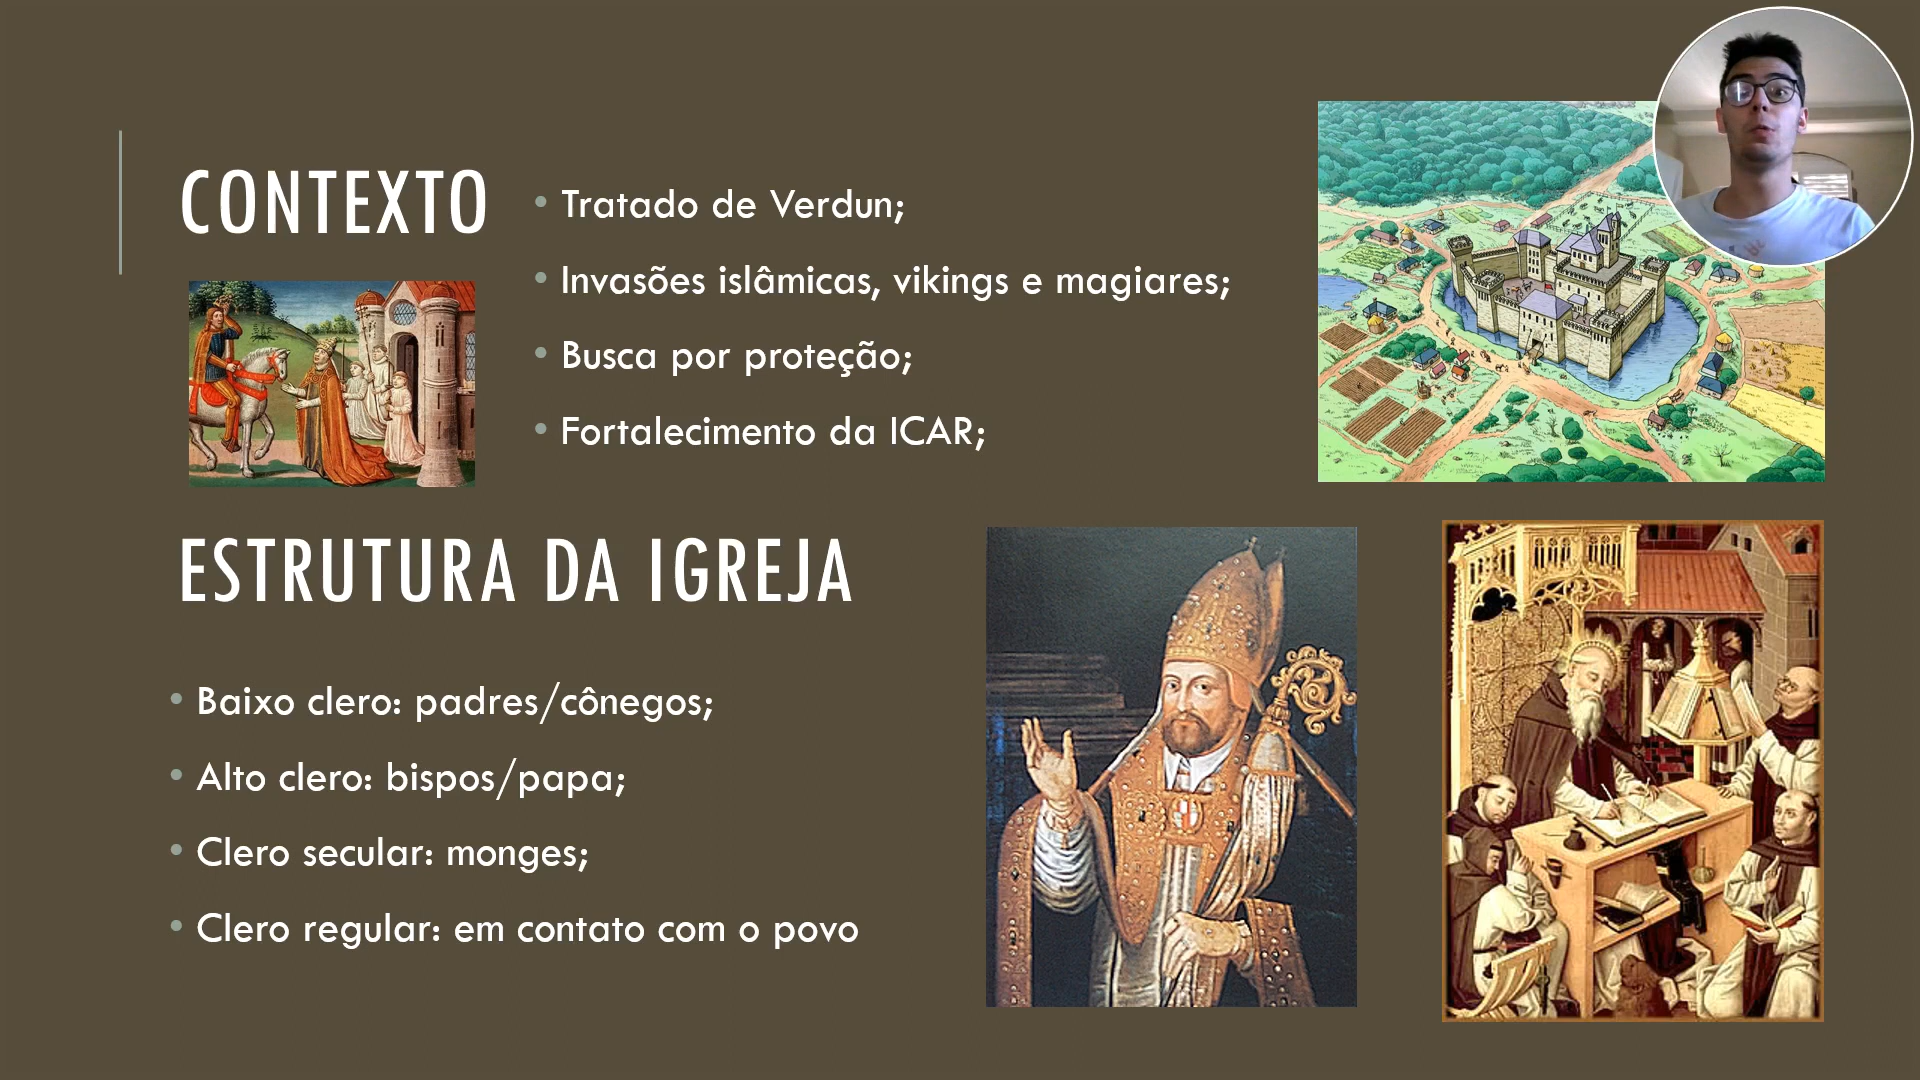 CONTEXTO
• Tratado de Verdun;
• Invasões islâmicas, vikings e magiares;
• Busca por proteção;
• Fortalecimento da ICAR;
ESTRUTURA DA IGREJA
• Baixo clero: padres/cônegos;
• Alto clero: bispos/papa;
• Clero secular: monges;
• Clero regular: em contato com o povo